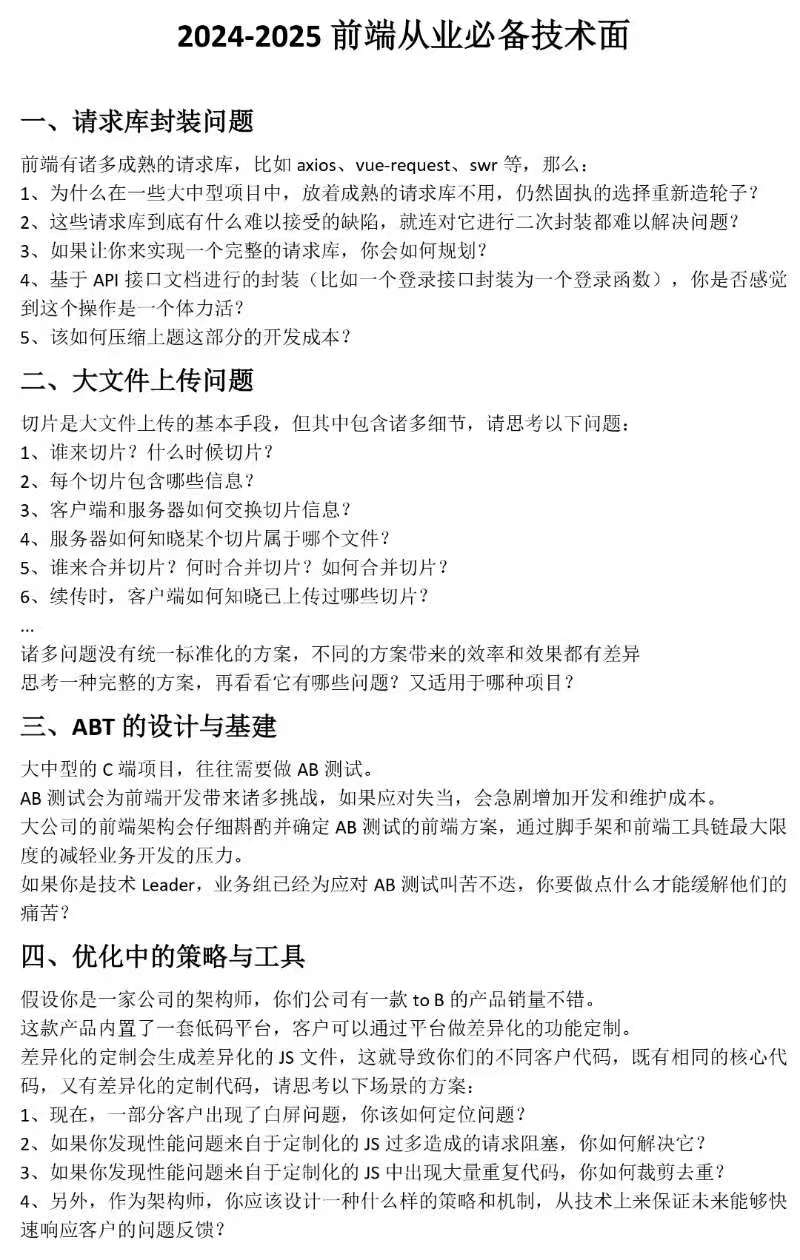 2024-2025 前端从业必备技术面
一、请求库封装问题
前端有诸多成熟的请求库，比如 axios、vue-request、swr 等，那么：
1、为什么在一些大中型项目中，放着成熟的请求库不用，仍然固执的选择重新造轮子？
2、这些请求库到底有什么难以接受的缺陷，就连对它进行二次封装都难以解决问题？
3、如果让你来实现一个完整的请求库，你会如何规划？
4、基于 API 接口文档进行的封装（比如一个登录接口封装为一个登录函数），你是否感觉
到这个操作是一个体力活？
5、该如何压缩上题这部分的开发成本？
二、大文件上传问题
切片是大文件上传的基本手段，但其中包含诸多细节，请思考以下问题：
1、谁来切片？什么时候切片？
2、每个切片包含哪些信息？
3、客户端和服务器如何交换切片信息？
4、服务器如何知晓某个切片属于哪个文件？
5、谁来合并切片？何时合并切片？如何合并切片？
6、续传时，客户端如何知晓已上传过哪些切片？
...
诸多问题没有统一标准化的方案，不同的方案带来的效率和效果都有差异
思考一种完整的方案，再看看它有哪些问题？又适用于哪种项目？
三、ABT 的设计与基建
大中型的 C 端项目，往往需要做 AB 测试。
AB 测试会为前端开发带来诸多挑战，如果应对失当，会急剧增加开发和维护成本。
大公司的前端架构会仔细斟酌并确定 AB 测试的前端方案，通过脚手架和前端工具链最大限
度的减轻业务开发的压力。
如果你是技术 Leader，业务组已经为应对 AB 测试叫苦不迭，你要做点什么才能缓解他们的
痛苦？
四、优化中的策略与工具
假设你是一家公司的架构师，你们公司有一款 to B 的产品销量不错。
这款产品内置了一套低码平台，客户可以通过平台做差异化的功能定制。
差异化的定制会生成差异化的 JS 文件，这就导致你们的不同客户代码，既有相同的核心代
码，又有差异化的定制代码，请思考以下场景的方案：
1、现在，一部分客户出现了白屏问题，你该如何定位问题？
2、如果你发现性能问题来自于定制化的 JS 过多造成的请求阻塞，你如何解决它？
3、如果你发现性能问题来自于定制化的 JS 中出现大量重复代码，你如何裁剪去重？
4、另外，作为架构师，你应该设计一种什么样的策略和机制，从技术上来保证未来能够快
速响应客户的问题反馈？